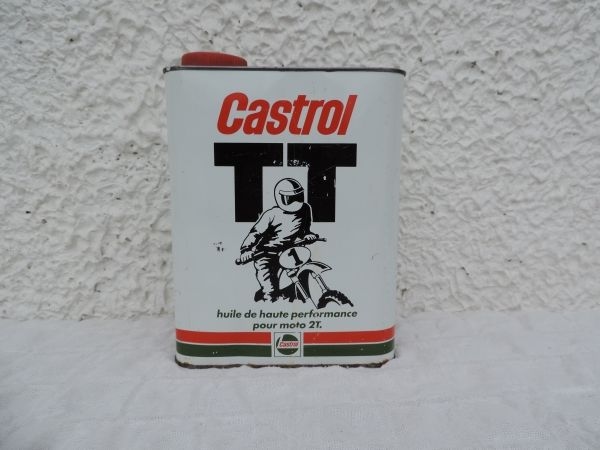 Castrol
TT
1
huile de haute performance
pour moto 2T.
Castrol